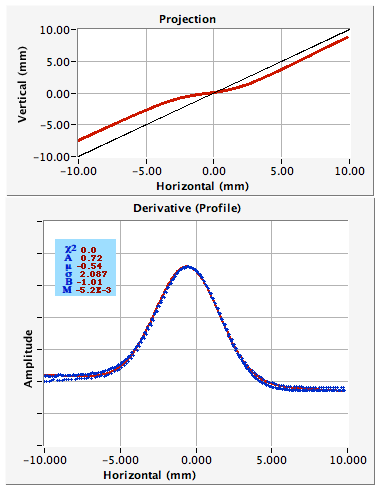 Projection
Vertical (mm)
10.00
5.00
0.00
-5.00
-10.00
-10.00 -5.00 0.00 5.00 10.00
Horizontal (mm)
Derivative (Profile)
Amplitude
χ2 0.0
A 0.72
μ -0.54
σ 2.087
B -1.01
M -5.2E-3
-10.000 -5.000 0.000 5.000 10.000
Horizontal (mm)